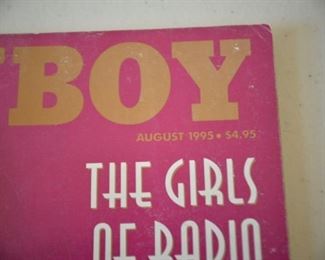 BOY
AUGUST 1995 • $4.95
THE GIRLS
OF RADIO